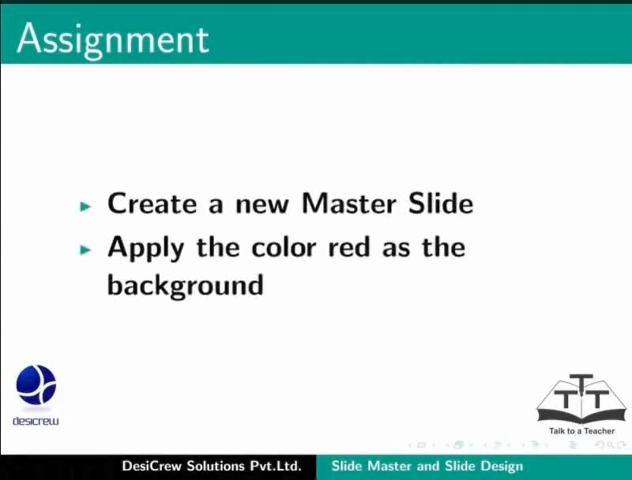 Assignment
Create a new Master Slide
Apply the color red as the
background
desicrew
TTT
Talk to a Teacher
DesiCrew Solutions Pvt.Ltd. Slide Master and Slide Design